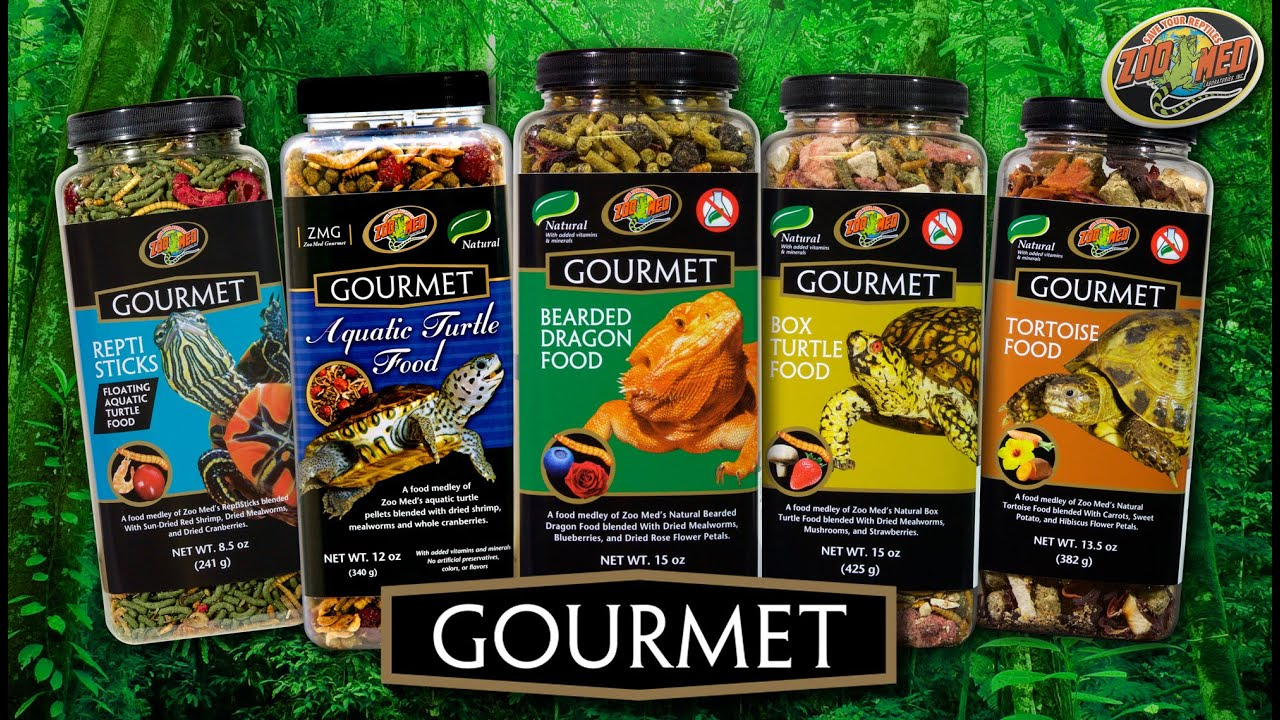 SAVE YOUR REPTILES
ZOO MED
LABORATORIES INC.
ZOO MED
GOURMET
REPTI
STICKS
FLOATING
AQUATIC
TURTLE
FOOD
A food medley of Zoo Med's ReptiSticks blended
With Sun-Dried Red Shrimp, Dried Mealworms,
and Dried Cranberries.
NET WT. 8.5 oz
(241 g)
ZMG
Zoo Med Gourmet
ZOO MED
Natural
GOURMET
Aquatic Turtle
Food
A food medley of
Zoo Med's aquatic turtle
pellets blended with dried shrimp,
mealworms and whole cranberries.
NET WT. 12 oz
(340 g)
With added vitamins and minerals
No artificial preservatives,
colors, or flavors
Natural
With added vitamins
& minerals
ZOO MED
GOURMET
BEARDED
DRAGON
FOOD
A food medley of Zoo Med's Natural Bearded
Dragon Food blended With Dried Mealworms,
Blueberries, and Dried Rose Flower Petals.
NET WT. 15 oz
Natural
With added vitamins
& minerals
ZOO MED
GOURMET
BOX
TURTLE
FOOD
A food medley of Zoo Med's Natural Box
Turtle Food blended With Dried Mealworms,
Mushrooms, and Strawberries.
NET WT. 15 oz
(425 g)
Natural
With added vitamins
& minerals
ZOO MED
GOURMET
TORTOISE
FOOD
A food medley of Zoo Med's Natural
Tortoise Food blended With Carrots, Sweet
Potato, and Hibiscus Flower Petals.
NET WT. 13.5 oz
(382 g)
GOURMET